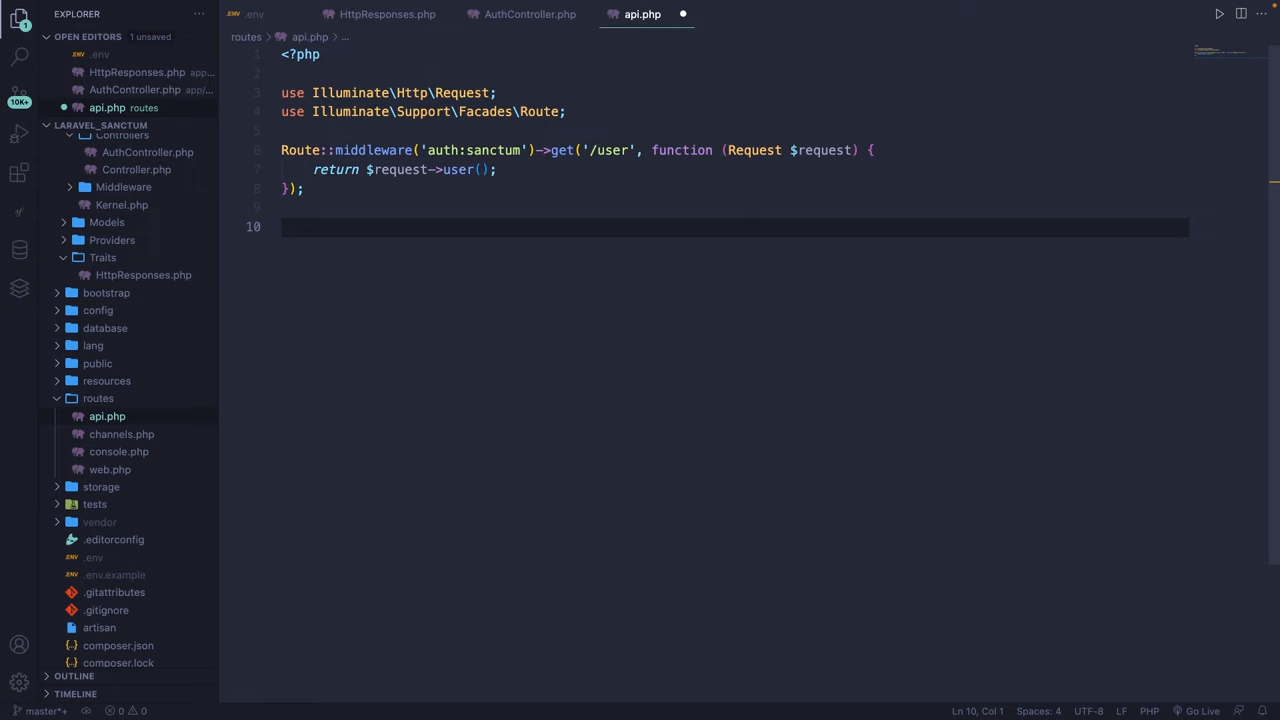 EXPLORER
OPEN EDITORS 1 unsaved
.env
HttpResponses.php app...
AuthController.php app/...
api.php routes
LARAVEL_SANCTUM
Controllers
AuthController.php
Controller.php
Middleware
Kernel.php
Models
Providers
Traits
HttpResponses.php
bootstrap
config
database
lang
public
resources
routes
api.php
channels.php
console.php
web.php
storage
tests
vendor
.editorconfig
.ENV .env
.ENV .env.example
.gitattributes
.gitignore
artisan
{..} composer.json
{..} composer.lock
OUTLINE
TIMELINE
1
10K+
.ENV .env
HttpResponses.php
AuthController.php
api.php
routes > api.php > ...
1 <?php
2
3 use Illuminate\Http\Request;
4 use Illuminate\Support\Facades\Route;
5
6 Route::middleware('auth:sanctum')->get('/user', function (Request $request) {
7 return $request->user();
8 });
9
10
master*+ 0 0 Ln 10, Col 1 Spaces: 4 UTF-8 LF PHP Go Live